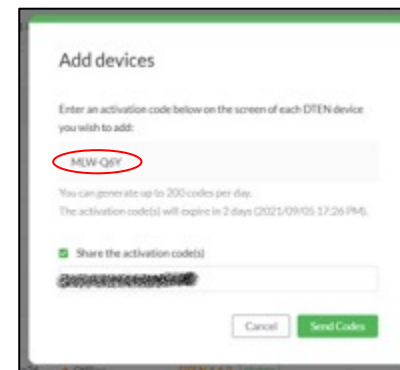 Add devices
Enter an activation code below on the screen of each DTEN device
you wish to add:
MLW-Q6Y
You can generate up to 200 codes per day.
The activation code(s) will expire in 2 days (2021/09/05 17:26 PM).
Share the activation code(s)
Cancel
Send Codes